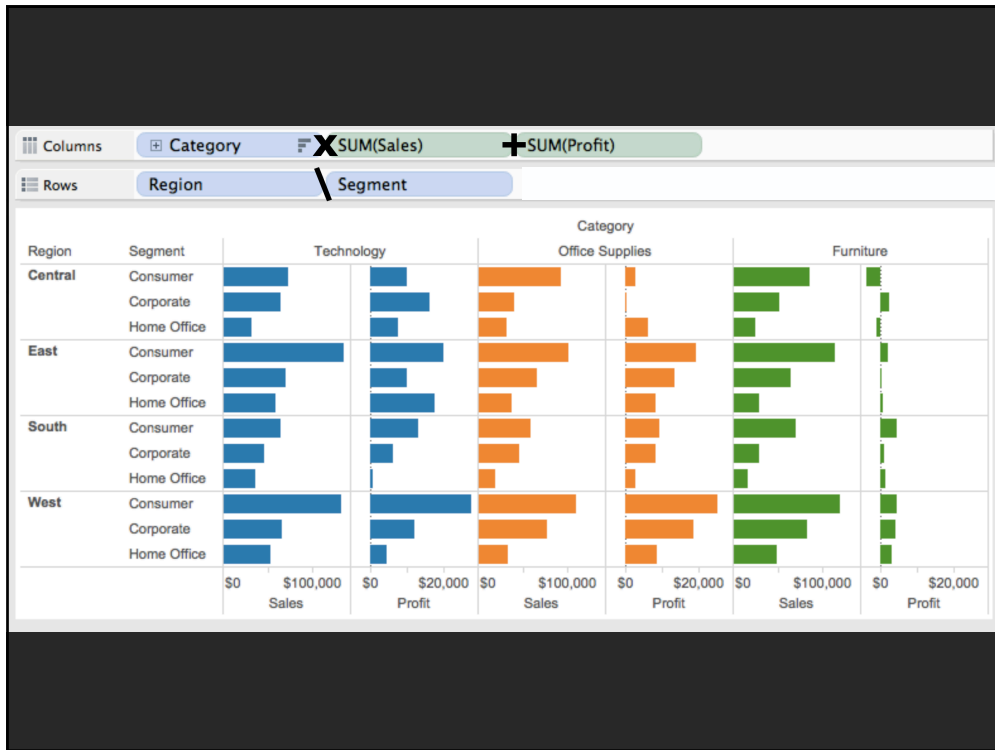 Columns Category x SUM(Sales) + SUM(Profit)
Rows Region \ Segment
Category
Region Segment Technology Office Supplies Furniture
Central Consumer
Corporate
Home Office
East Consumer
Corporate
Home Office
South Consumer
Corporate
Home Office
West Consumer
Corporate
Home Office
$0 $100,000 $0 $20,000 $0 $100,000 $0 $20,000 $0 $100,000 $0 $20,000
Sales Profit Sales Profit Sales Profit